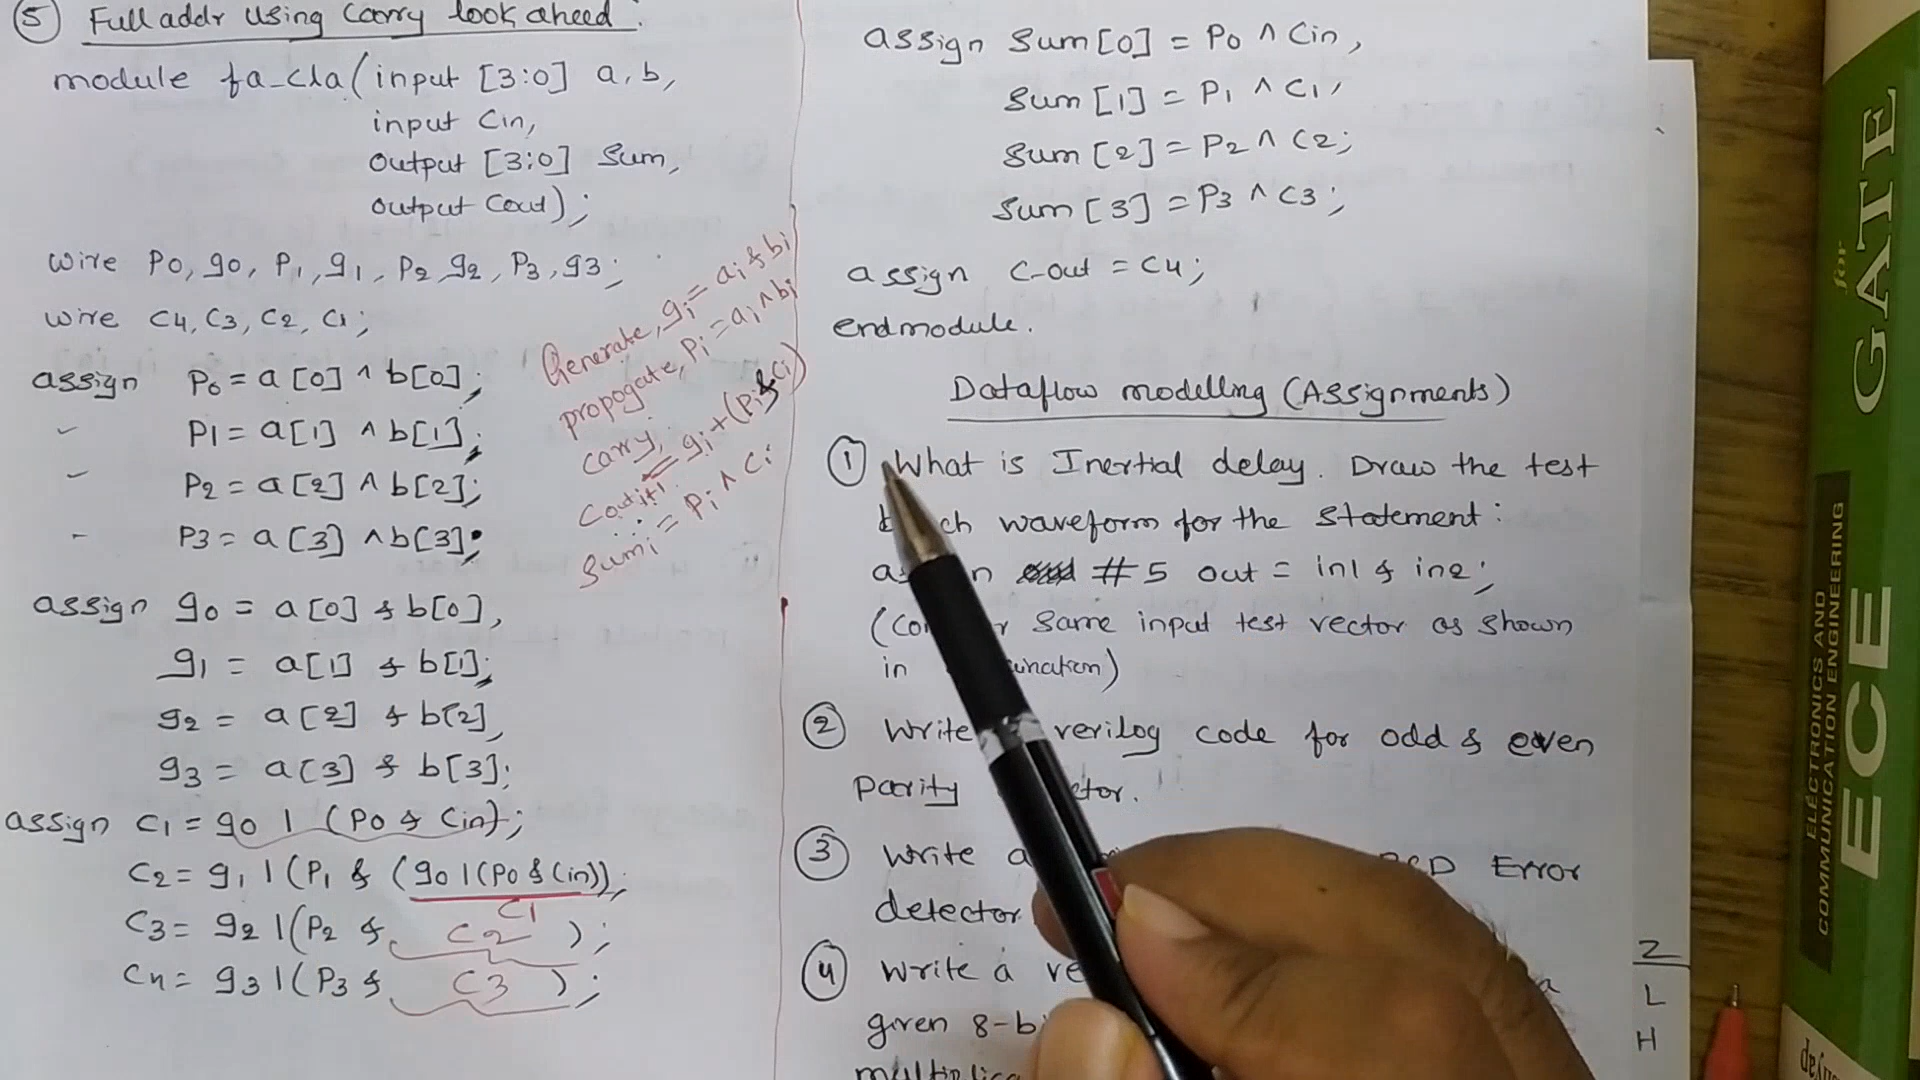 5 Full addr using carry look aheed.
module fa-cla(input [3:0] a,b,
input Cin,
output [3:0] Sum,
output Cout);
wire P0, g0, P1, g1, P2 g2, P3, g3;
wire C4, C3, C2, C1;
assign P0 = a[0] ^ b[0];
P1 = a[1] ^ b[1];
P2 = a[2] ^ b[2];
P3 = a[3] ^ b[3];
Generate, gi = ai & bi
propogate, Pi = ai ^ bi
carry,
Couti+1 = gi + (Pi & Ci)
Sumi = Pi ^ Ci
assign g0 = a[0] & b[0],
g1 = a[1] & b[1];
g2 = a[2] & b[2],
g3 = a[3] & b[3];
assign C1 = g0 | (P0 & Cin);
C2 = g1 | (P1 & (g0 | (P0 & Cin));
C1
C3 = g2 | (P2 & C2 );
C4 = g3 | (P3 & C3 );
assign Sum[0] = P0 ^ Cin,
Sum [1] = P1 ^ C1,
Sum [2] = P2 ^ C2;
Sum [3] = P3 ^ C3;
assign C-out = C4;
endmodule.
Dataflow modelling (Assignments)
1 What is Inertial delay. Draw the test
waveform for the statement:
#5 out = in1 & in2;
Same input test vector as shown
in
2 Write verilog code for odd & even
Parity
3 Write a Error
detector
4 Write a
given 8-b
Z
L
H
for
GATE
ELECTRONICS AND
COMMUNICATION ENGINEERING
ECE